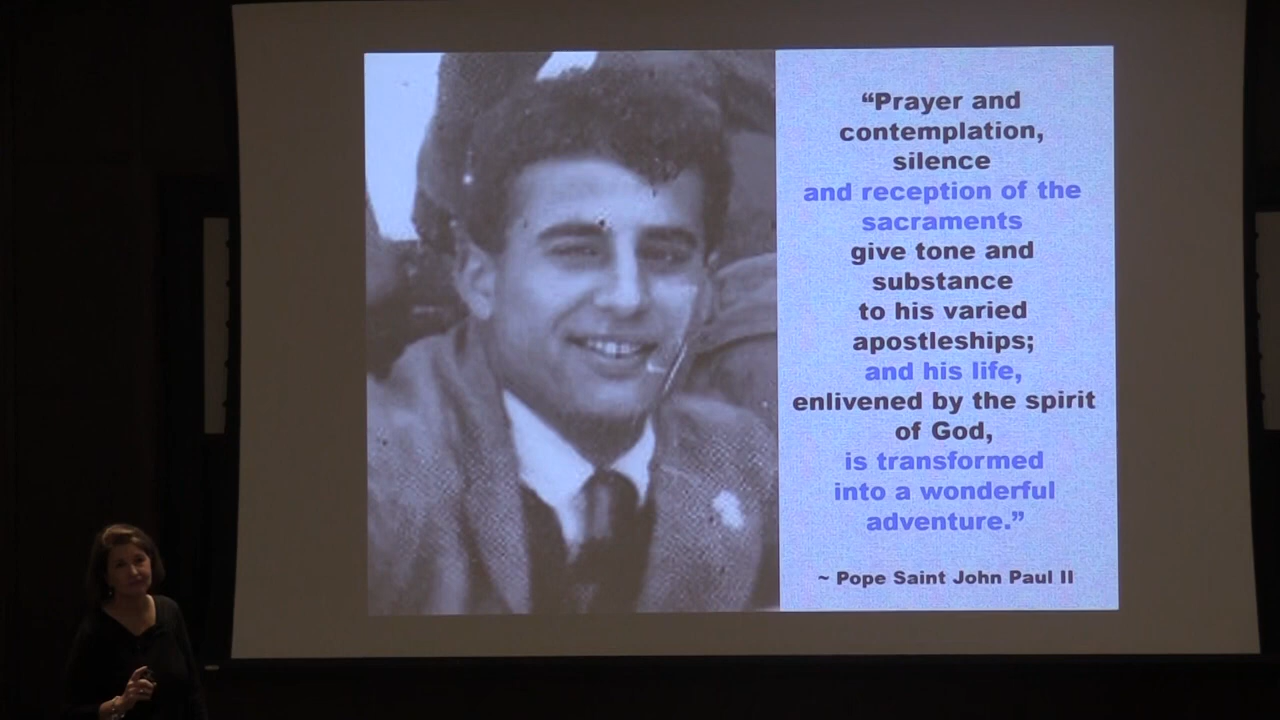 “Prayer and
contemplation,
silence
and reception of the
sacraments
give tone and
substance
to his varied
apostleships;
and his life,
enlivened by the spirit
of God,
is transformed
into a wonderful
adventure.”
~ Pope Saint John Paul II